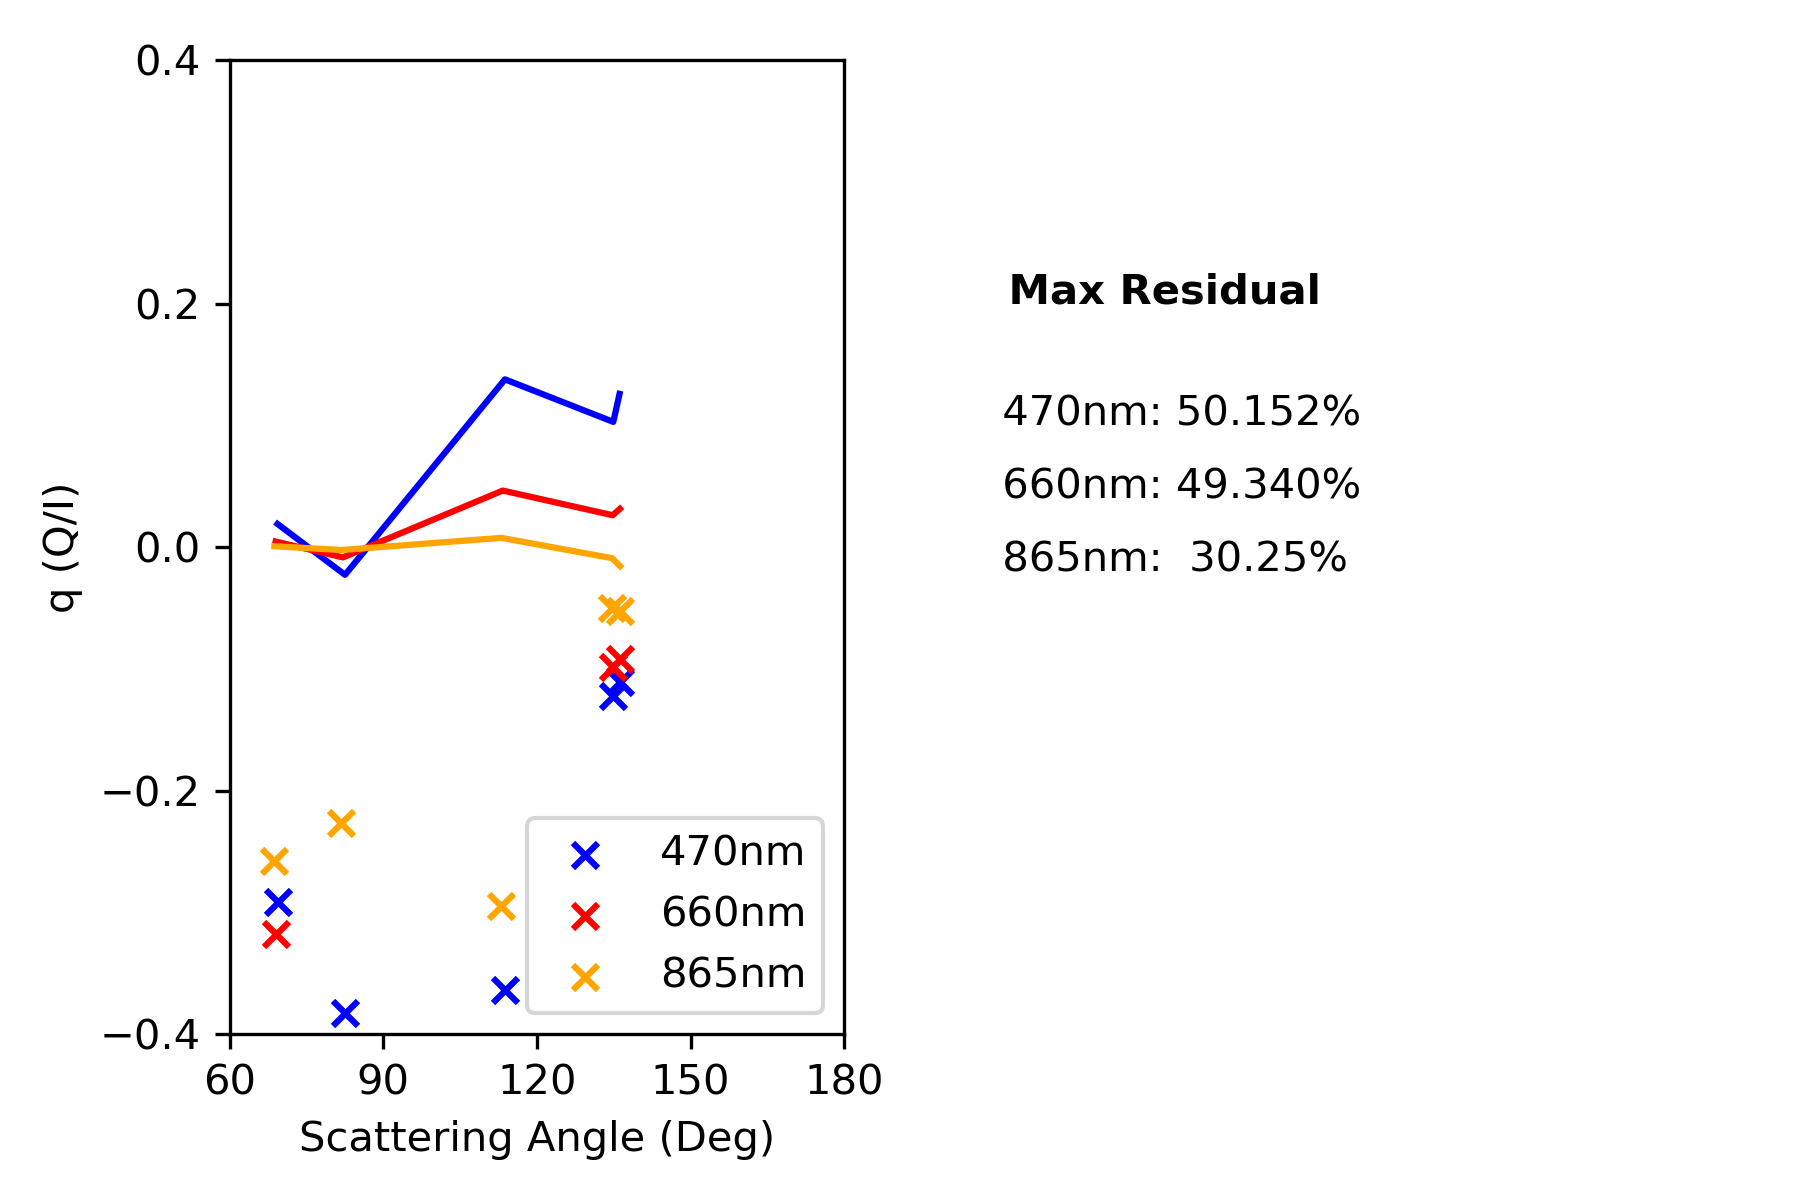 0.4
0.2
0.0
−0.2
−0.4
q (Q/I)
60 90 120 150 180
Scattering Angle (Deg)
470nm
660nm
865nm
Max Residual
470nm: 50.152%
660nm: 49.340%
865nm: 30.25%